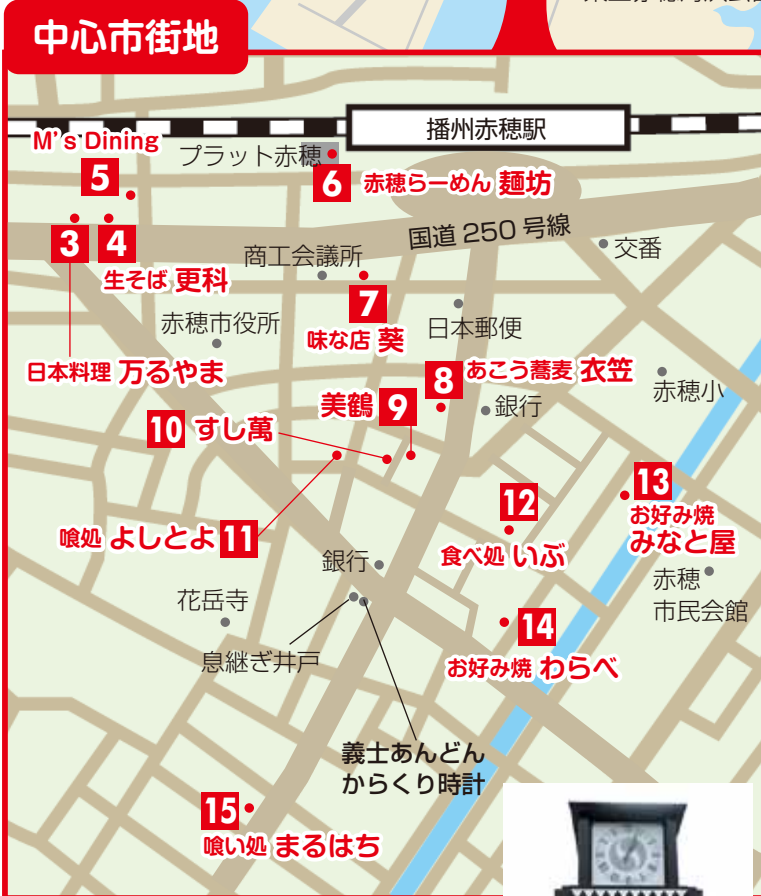 中心市街地
播州赤穂駅
M's Dining
5
プラット赤穂
6 赤穂らーめん 麺坊
3
4
生そば 更科
国道 250 号線
交番
商工会議所
7
味な店 葵
赤穂市役所
日本郵便
日本料理 万るやま
8 あこう蕎麦 衣笠
赤穂小
美鶴 9
銀行
10 すし萬
12
食べ処 いぶ
13
お好み焼
みなと屋
喰処 よしとよ 11
銀行
赤穂
市民会館
花岳寺
14
お好み焼 わらべ
息継ぎ井戸
義士あんどん
からくり時計
15
喰い処 まるはち